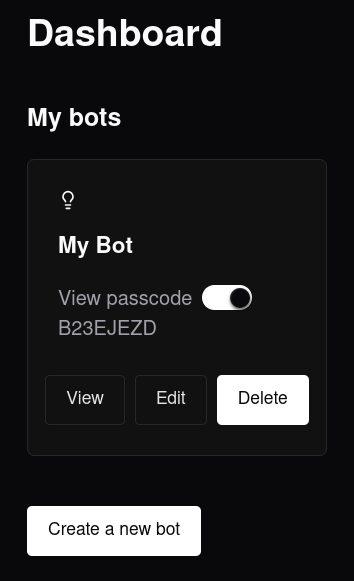 Dashboard
My bots
My Bot
View passcode
B23EJEZD
View Edit Delete
Create a new bot